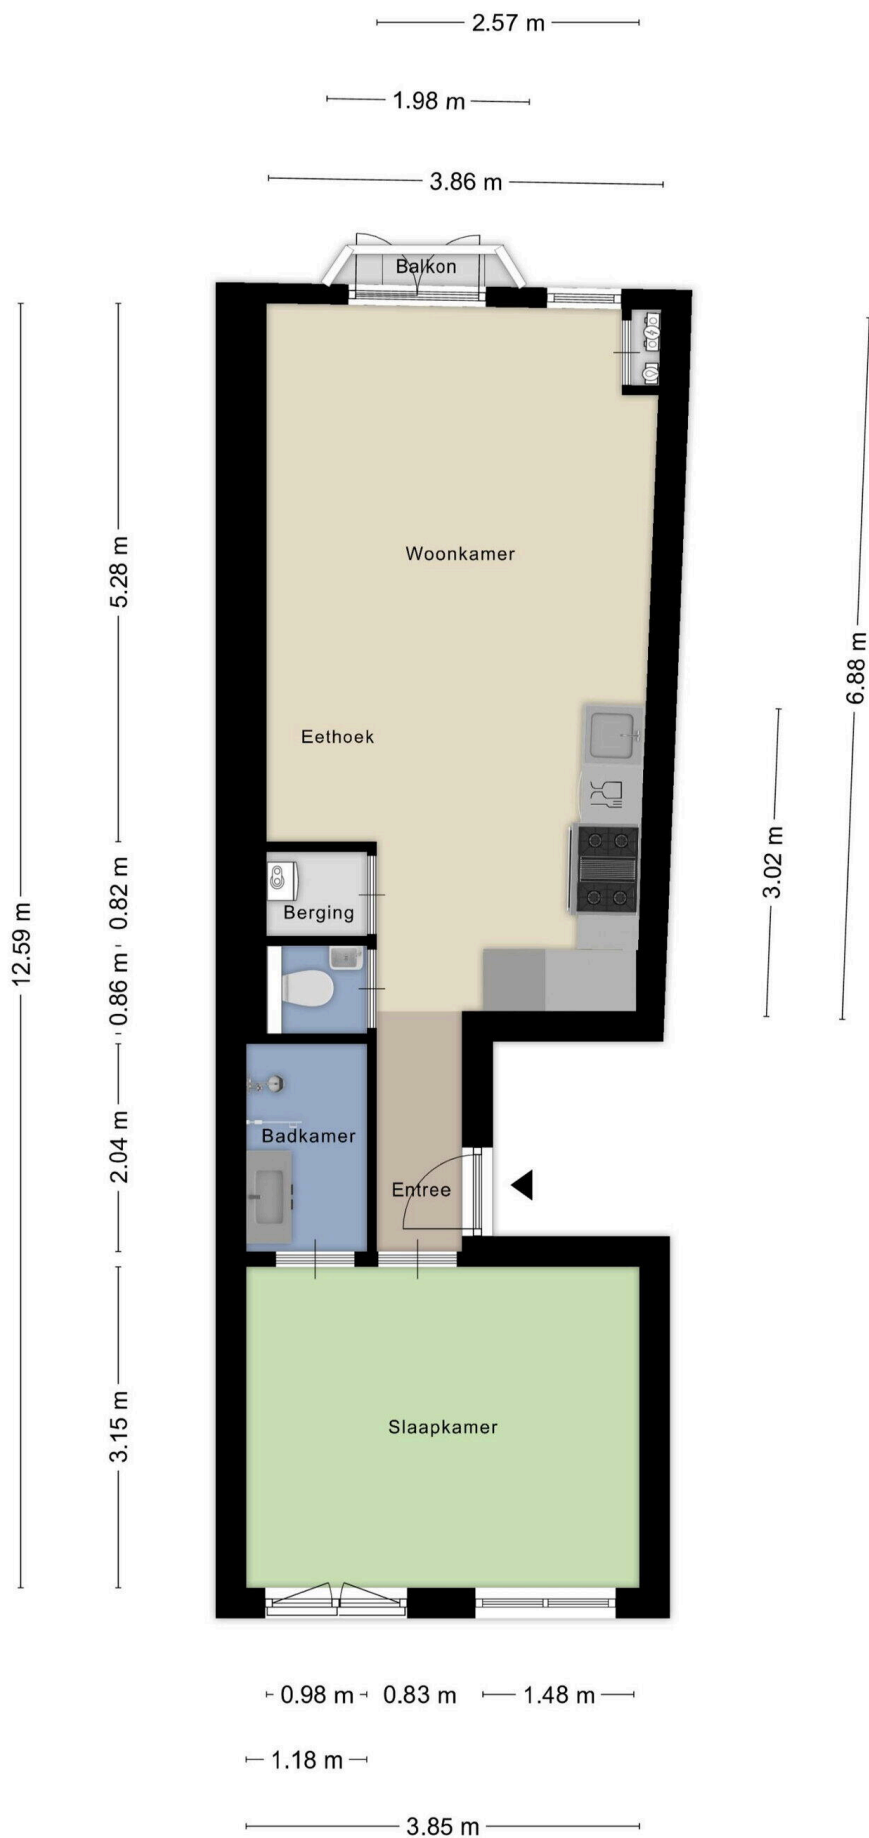 2.57 m
1.98 m
3.86 m
Balkon
5.28 m
Woonkamer
6.88 m
Eethoek
3.02 m
0.82 m
Berging
12.59 m
0.86 m
2.04 m
Badkamer
Entree
3.15 m
Slaapkamer
0.98 m
0.83 m
1.48 m
1.18 m
3.85 m